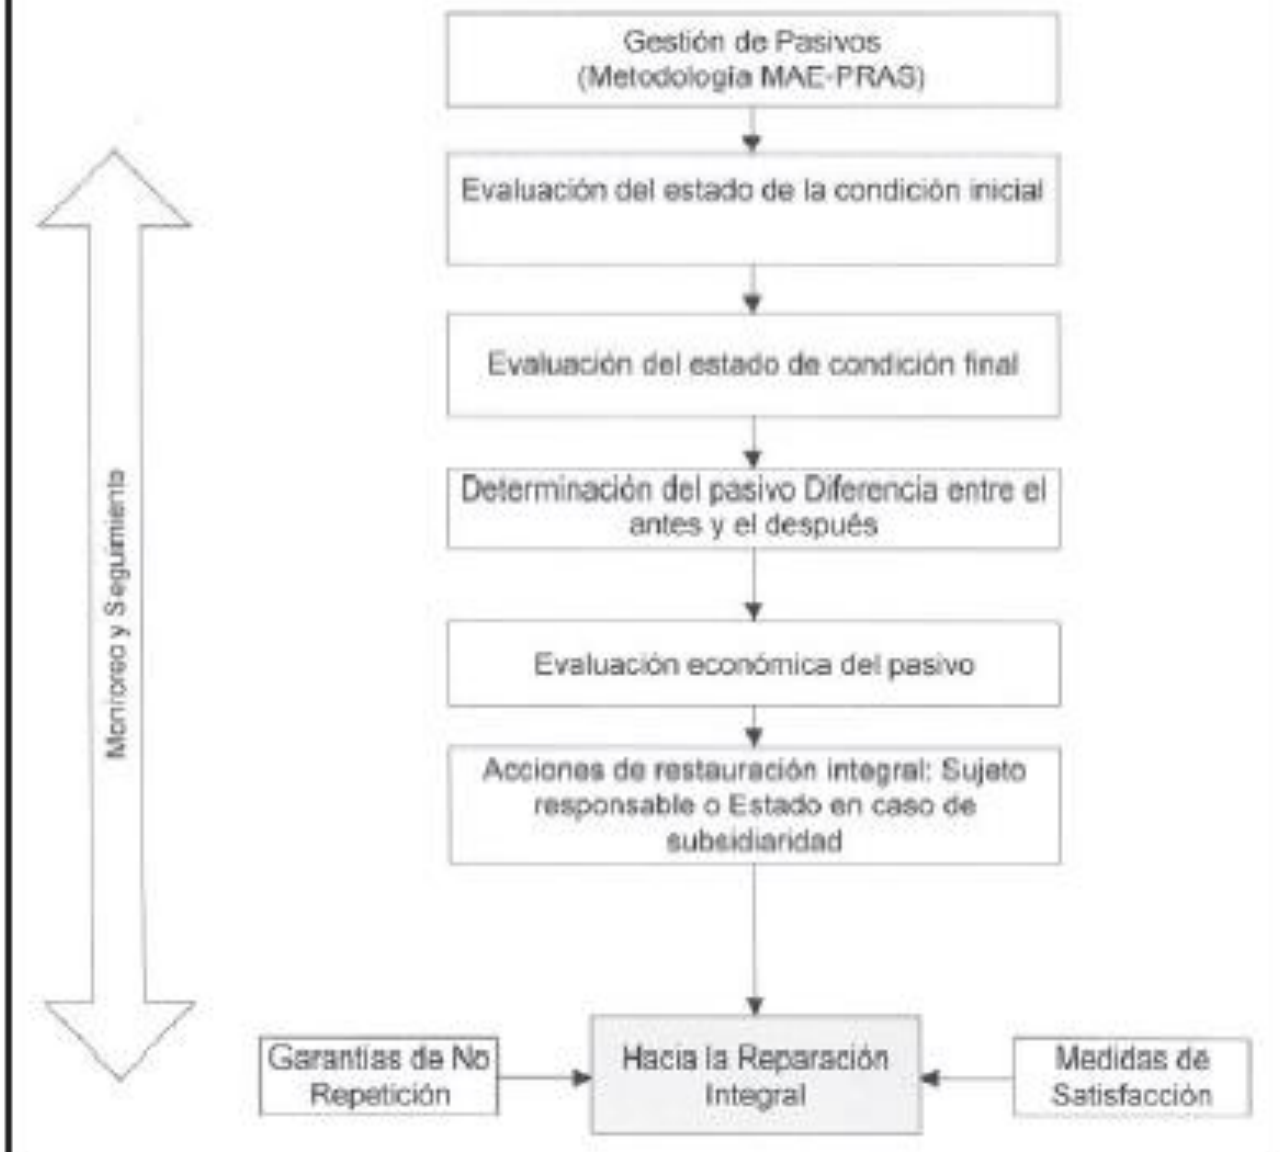 Gestión de Pasivos
(Metodología MAE-PRAS)
Evaluación del estado de la condición inicial
Evaluación del estado de condición final
Determinación del pasivo Diferencia entre el
antes y el después
Evaluación económica del pasivo
Acciones de restauración integral: Sujeto
responsable o Estado en caso de
subsidiaridad
Monitoreo y Seguimiento
Garantías de No
Repetición
Hacia la Reparación
Integral
Medidas de
Satisfacción